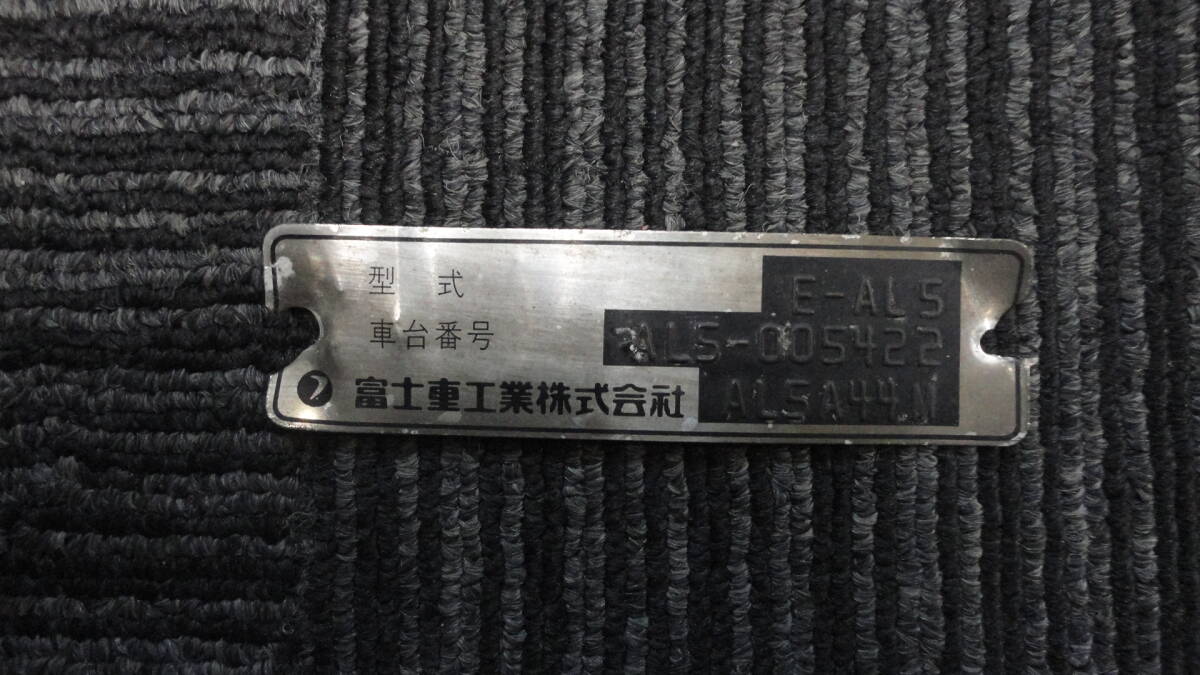 型 式 E-AL5
車台番号 AL5-005422
富士重工業株式会社 AL5A44M